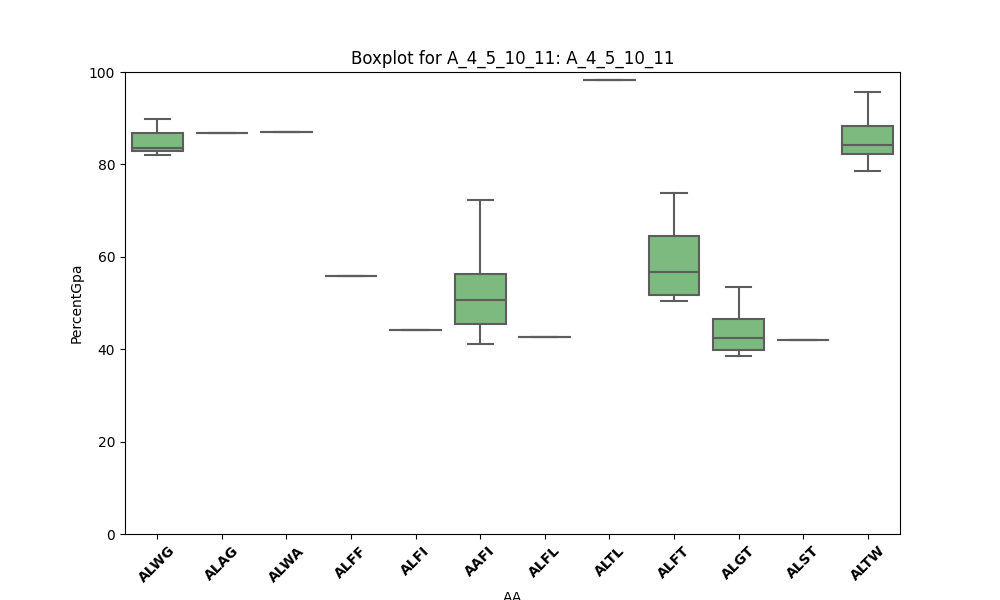 Boxplot for A_4_5_10_11: A_4_5_10_11
100
80
60
40
20
0
PercentGpa
ALWG
ALAG
ALWA
ALFF
ALFI
AAFI
ALFL
ALTL
ALFT
ALGT
ALST
ALTW
AA